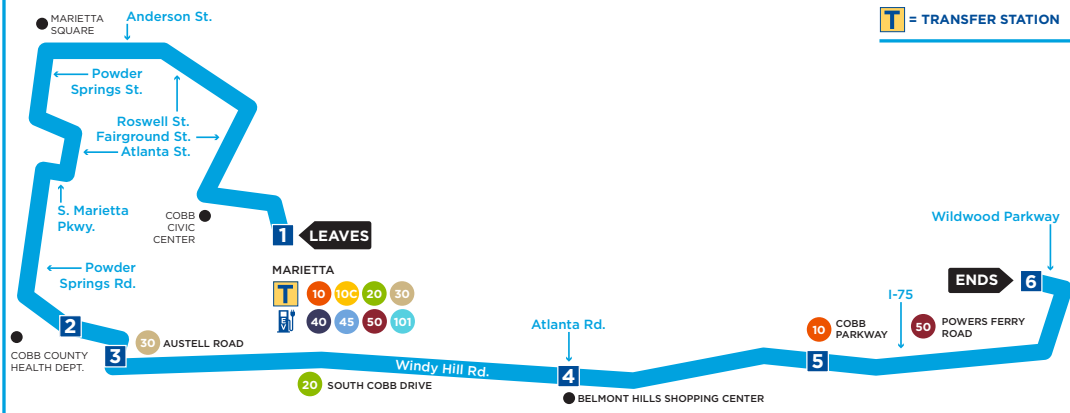 MARIETTA
SQUARE
Anderson St.
T = TRANSFER STATION
Powder
Springs St.
Roswell St.
Fairground St.
Atlanta St.
S. Marietta
Pkwy.
COBB
CIVIC
CENTER
1
LEAVES
MARIETTA
T 10 10C 20 30
EV 40 45 50 101
Powder
Springs Rd.
2
COBB COUNTY
HEALTH DEPT.
3
30 AUSTELL ROAD
20 SOUTH COBB DRIVE
Windy Hill Rd.
Atlanta Rd.
4
BELMONT HILLS SHOPPING CENTER
10 COBB
PARKWAY
5
I-75
50 POWERS FERRY
ROAD
Wildwood Parkway
ENDS
6